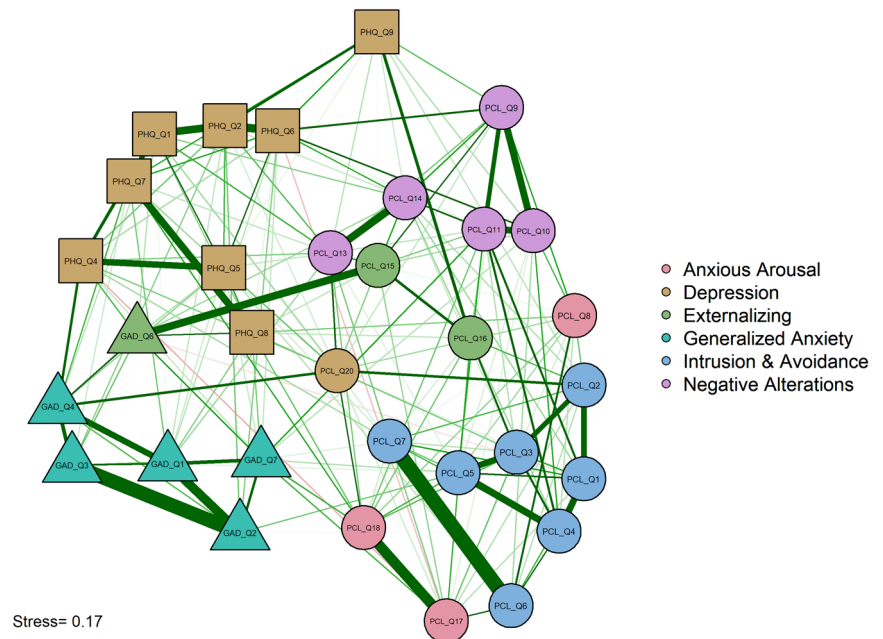 PHQ_Q9
PCL_Q9
PHQ_Q1
PHQ_Q2
PHQ_Q6
PHQ_Q7
PCL_Q14
PCL_Q11
PCL_Q10
PCL_Q13
PHQ_Q4
PHQ_Q5
PCL_Q15
PCL_Q8
GAD_Q6
PHQ_Q8
PCL_Q16
PCL_Q20
PCL_Q2
GAD_Q4
PCL_Q7
PCL_Q3
GAD_Q3
GAD_Q1
GAD_Q7
PCL_Q5
PCL_Q1
GAD_Q2
PCL_Q18
PCL_Q4
PCL_Q6
PCL_Q17
Anxious Arousal
Depression
Externalizing
Generalized Anxiety
Intrusion & Avoidance
Negative Alterations
Stress= 0.17